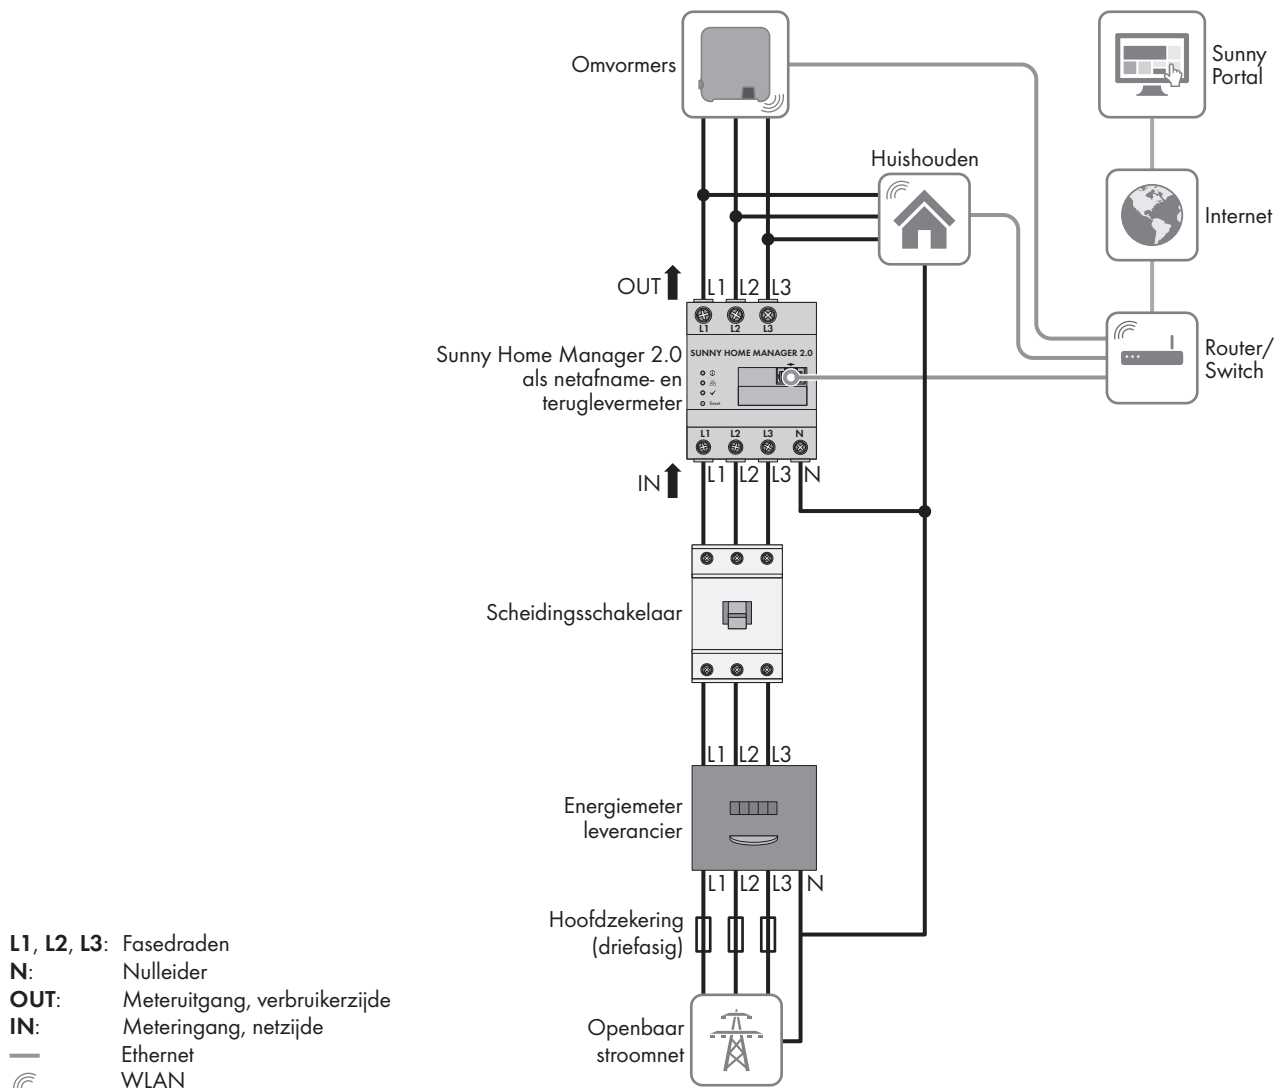 Omvormers
Sunny
Portal
Huishouden
Internet
OUT
L1 L2 L3
L1 L2 L3
Sunny Home Manager 2.0
als netafname- en
teruglevermeter
SUNNY HOME MANAGER 2.0
Reset
Router/
Switch
L1 L2 L3 N
IN
L1 L2 L3 N
Scheidingsschakelaar
L1 L2 L3
Energiemeter
leverancier
L1 L2 L3 N
Hoofdzekering
(driefasig)
Openbaar
stroomnet
L1, L2, L3: Fasedraden
N: Nulleider
OUT: Meteruitgang, verbruikerzijde
IN: Meteringang, netzijde
Ethernet
WLAN